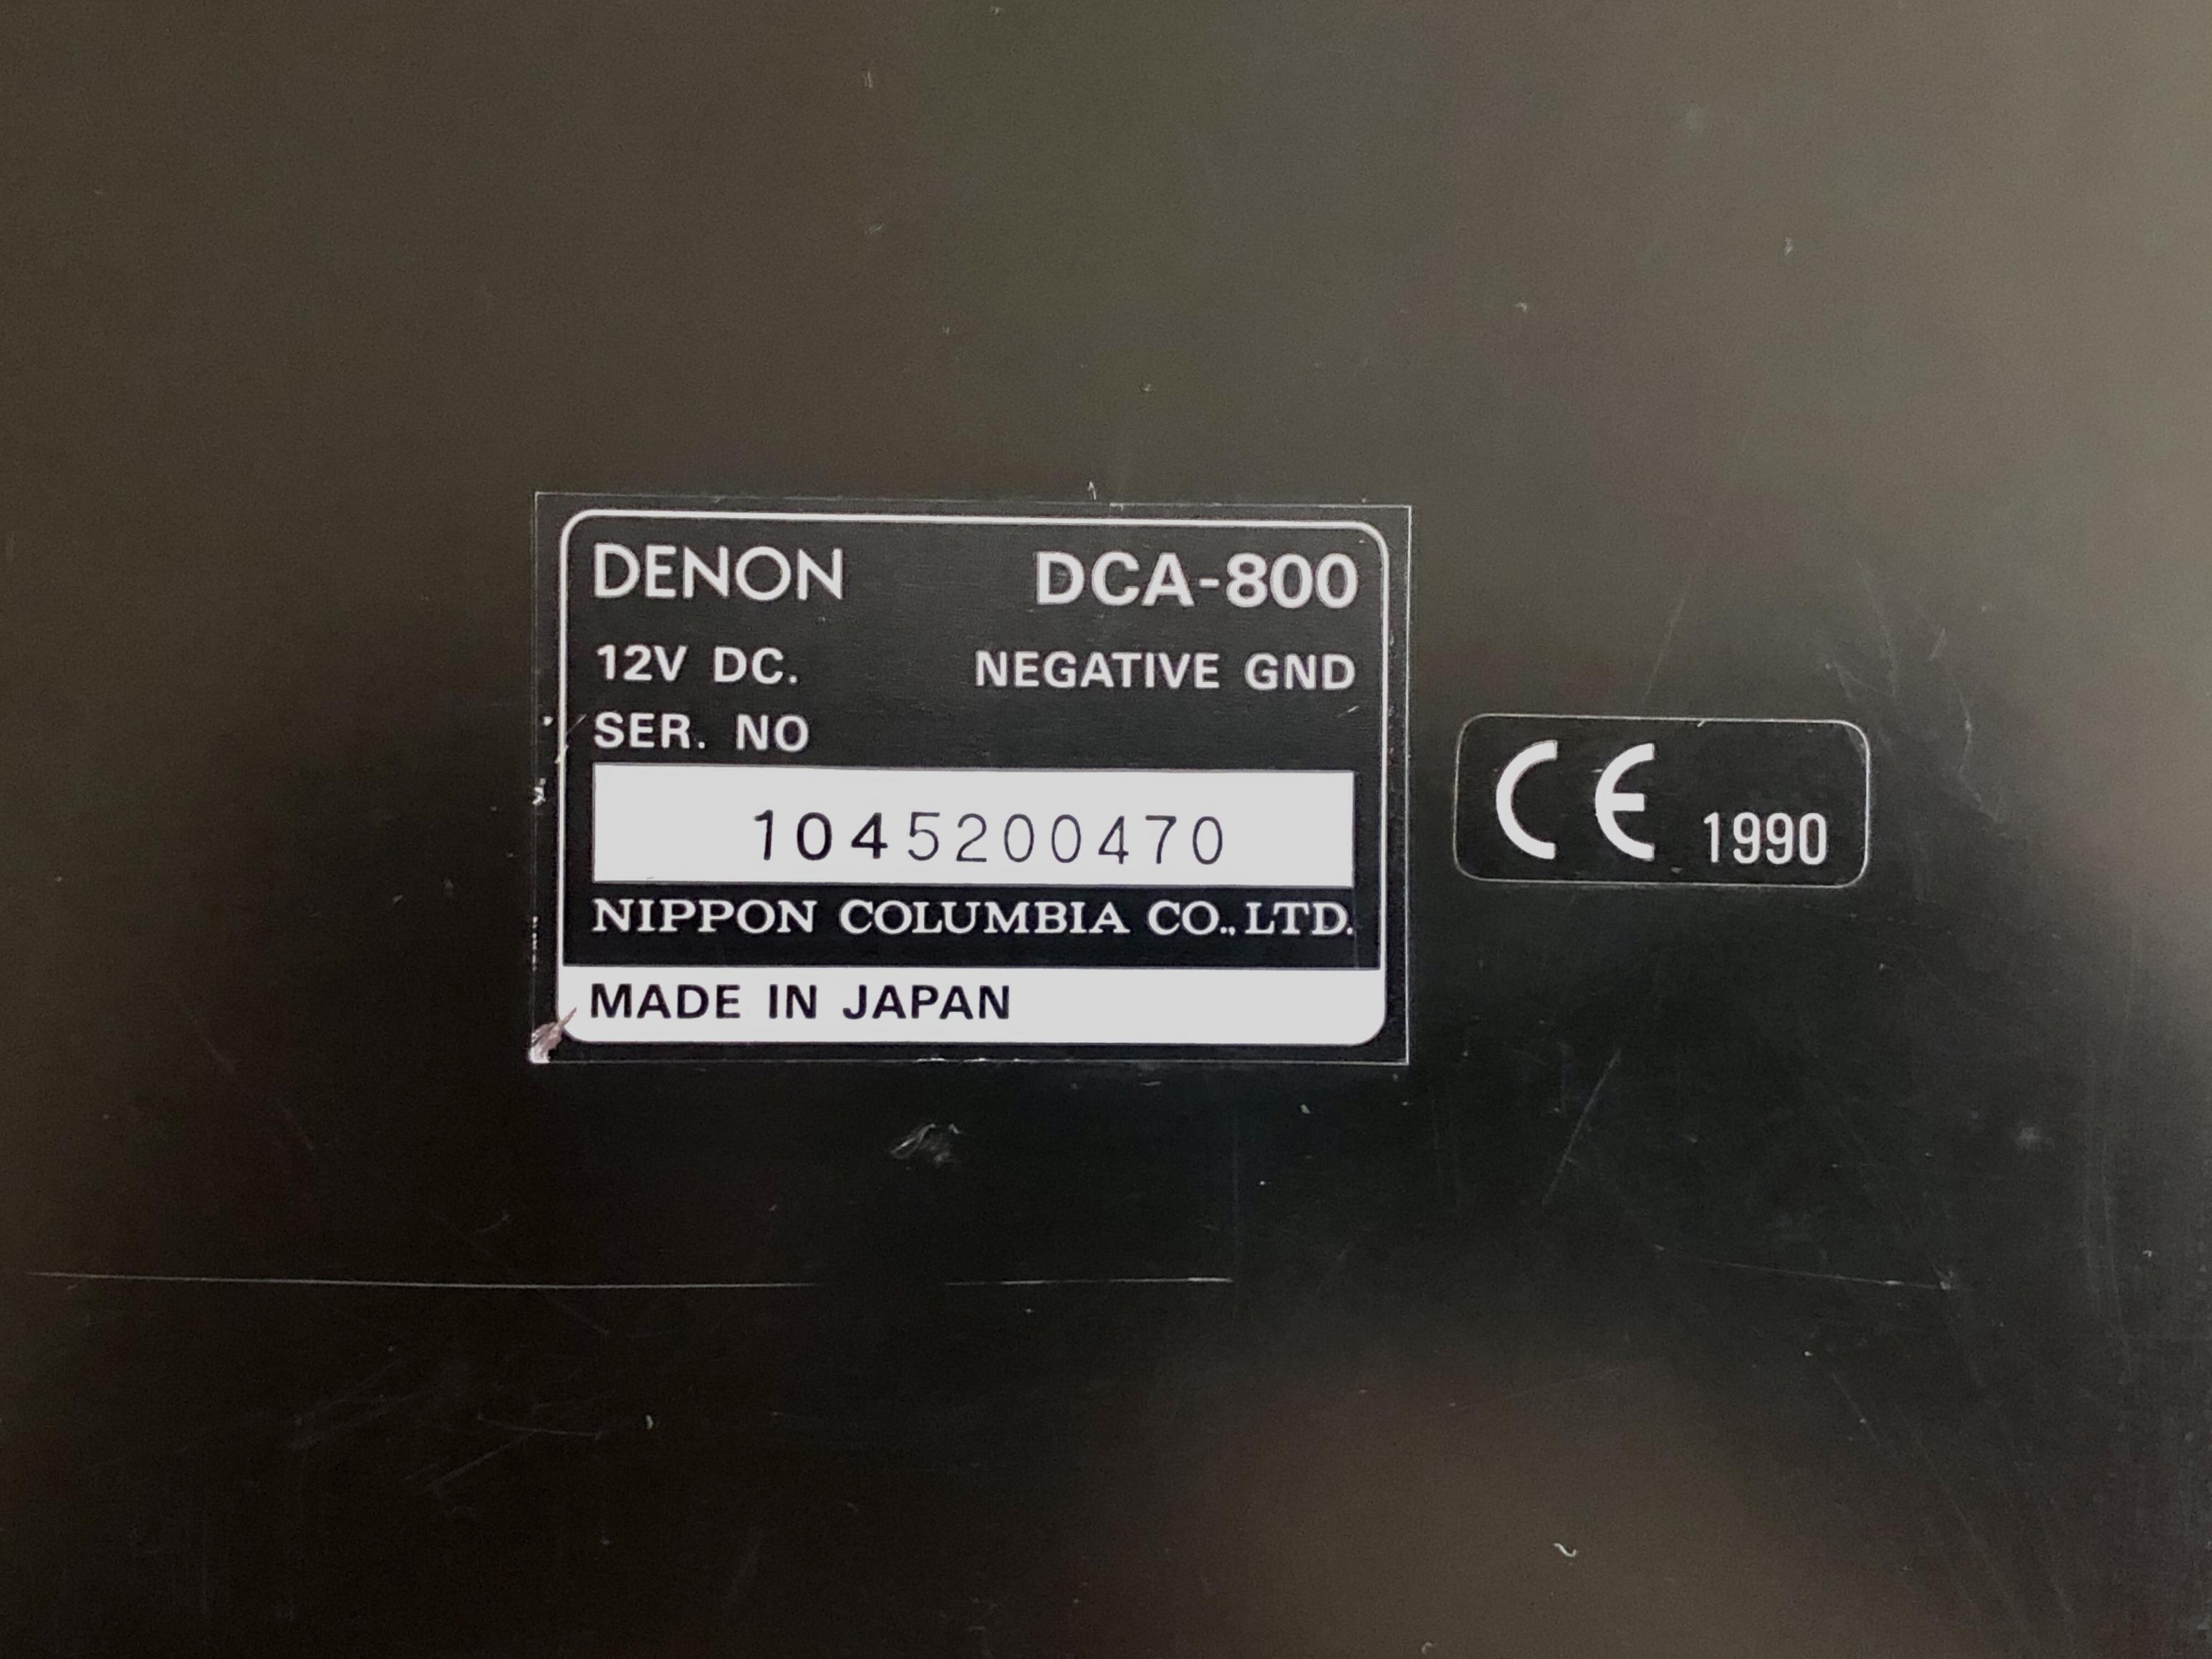 DENON DCA-800
12V DC. NEGATIVE GND
SER. NO
1045200470
NIPPON COLUMBIA CO., LTD.
MADE IN JAPAN
CE 1990